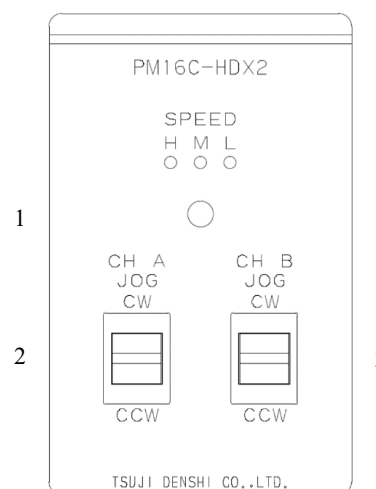 PM16C-HDX2
SPEED
H M L
1
CH A CH B
JOG JOG
CW CW
2
CCW CCW
TSUJI DENSHI CO.,LTD.